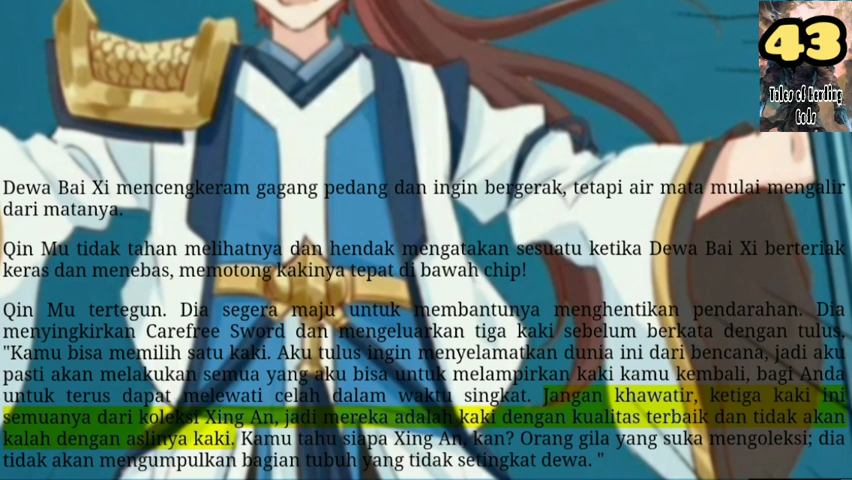 43
Tales of Herding
Gods
Dewa Bai Xi mencengkeram gagang pedang dan ingin bergerak, tetapi air mata mulai mengalir
dari matanya.
Qin Mu tidak tahan melihatnya dan hendak mengatakan sesuatu ketika Dewa Bai Xi berteriak
keras dan menebas, memotong kakinya tepat di bawah chip!
Qin Mu tertegun. Dia segera maju untuk membantunya menghentikan pendarahan. Dia
menyingkirkan Carefree Sword dan mengeluarkan tiga kaki sebelum berkata dengan tulus,
"Kamu bisa memilih satu kaki. Aku tulus ingin menyelamatkan dunia ini dari bencana, jadi aku
pasti akan melakukan semua yang aku bisa untuk melampirkan kaki kamu kembali, bagi Anda
untuk terus dapat melewati celah dalam waktu singkat. Jangan khawatir, ketiga kaki ini
semuanya dari koleksi Xing An, jadi mereka adalah kaki dengan kualitas terbaik dan tidak akan
kalah dengan aslinya kaki. Kamu tahu siapa Xing An, kan? Orang gila yang suka mengoleksi; dia
tidak akan mengumpulkan bagian tubuh yang tidak setingkat dewa. "